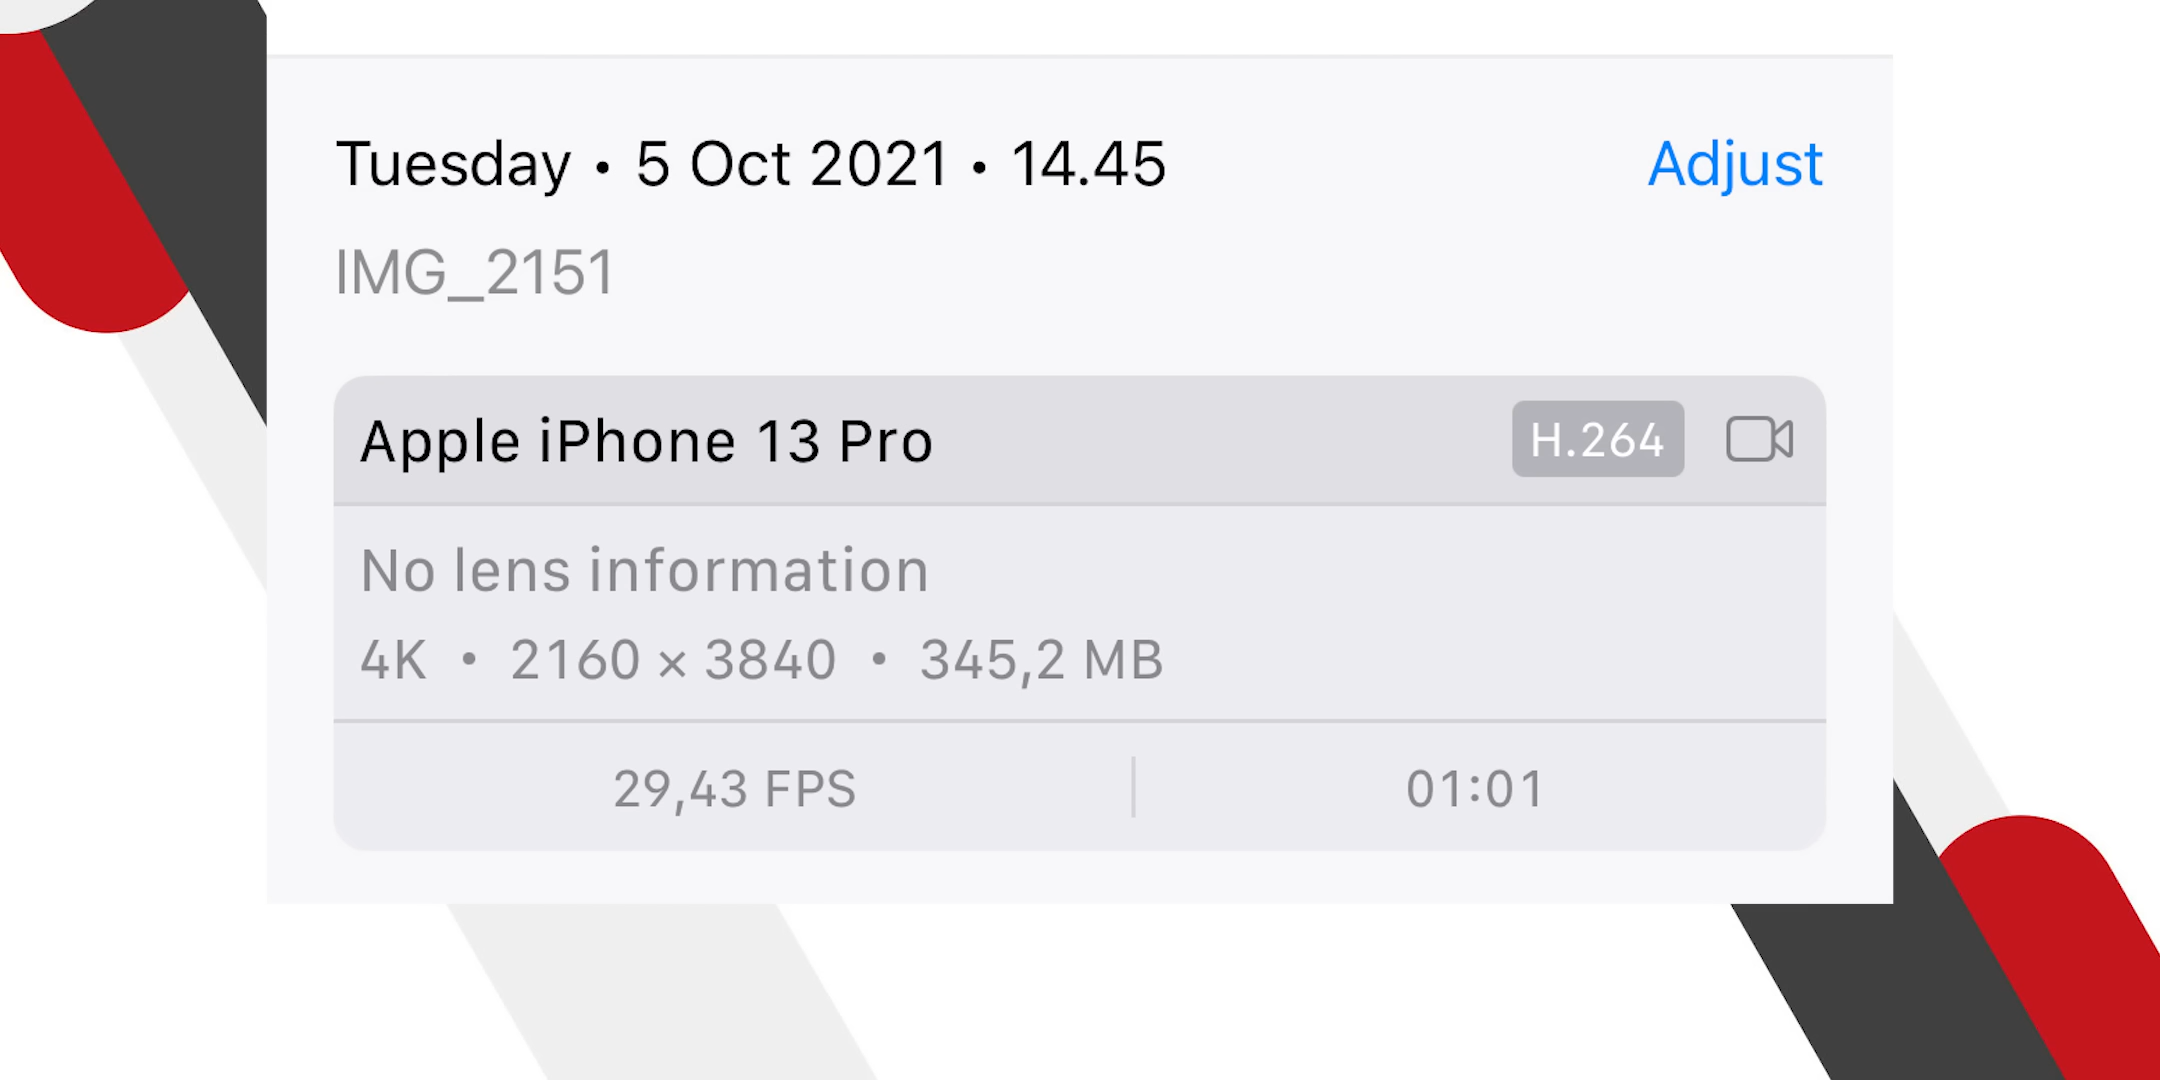 Tuesday • 5 Oct 2021 • 14.45
Adjust
IMG_2151
Apple iPhone 13 Pro
H.264
No lens information
4K • 2160 × 3840 • 345,2 MB
29,43 FPS
01:01